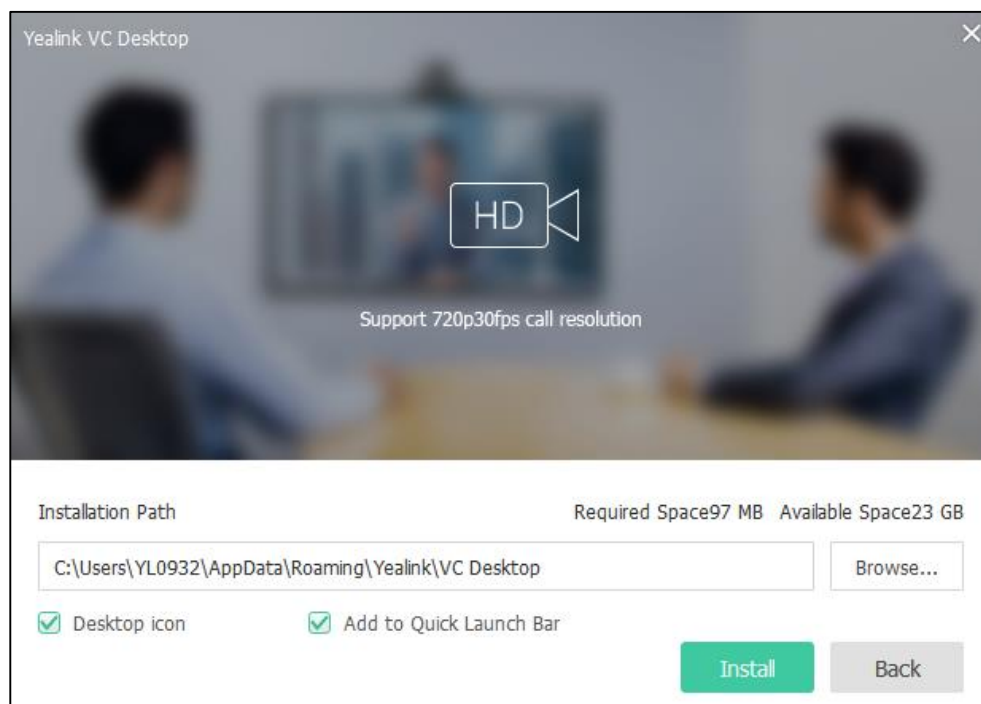 Yealink VC Desktop
HD
Support 720p30fps call resolution
Installation Path
Required Space97 MB Available Space23 GB
C:\Users\YL0932\AppData\Roaming\Yealink\VC Desktop
Browse...
Desktop icon
Add to Quick Launch Bar
Install
Back